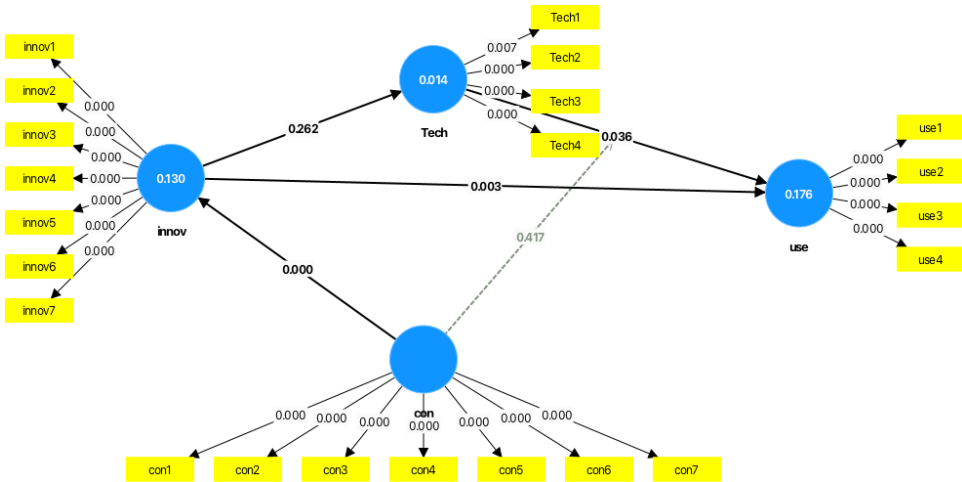 Tech1
innov1
0.007
Tech2
0.000
0.014
innov2
0.000
0.000
Tech3
0.000
use1
innov3
0.000
0.262
Tech
Tech4
0.036
0.000
0.000
use2
innov4
0.000
0.130
0.003
0.000
0.176
0.000
0.000
use3
innov5
0.000
innov
0.000
use
use4
innov6
0.000
0.417
0.000
innov7
con
0.000
0.000
0.000
0.000
0.000
0.000
0.000
con1
con2
con3
con4
con5
con6
con7